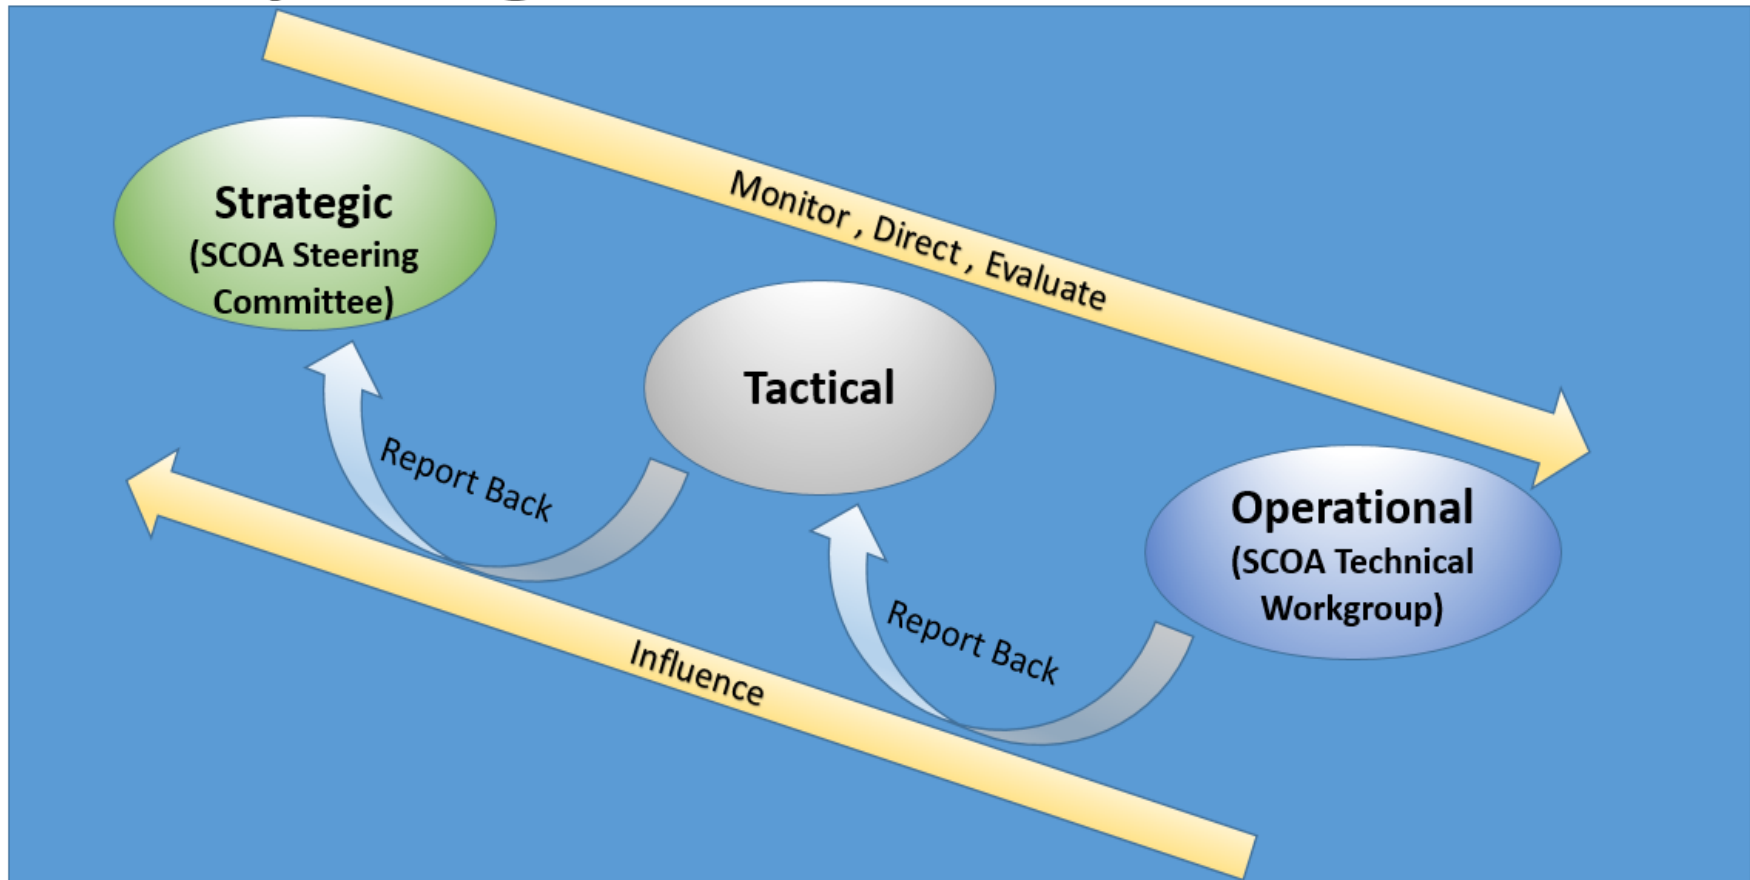 Monitor , Direct , Evaluate
Strategic
(SCOA Steering
Committee)
Tactical
Report Back
Operational
(SCOA Technical
Workgroup)
Report Back
Influence